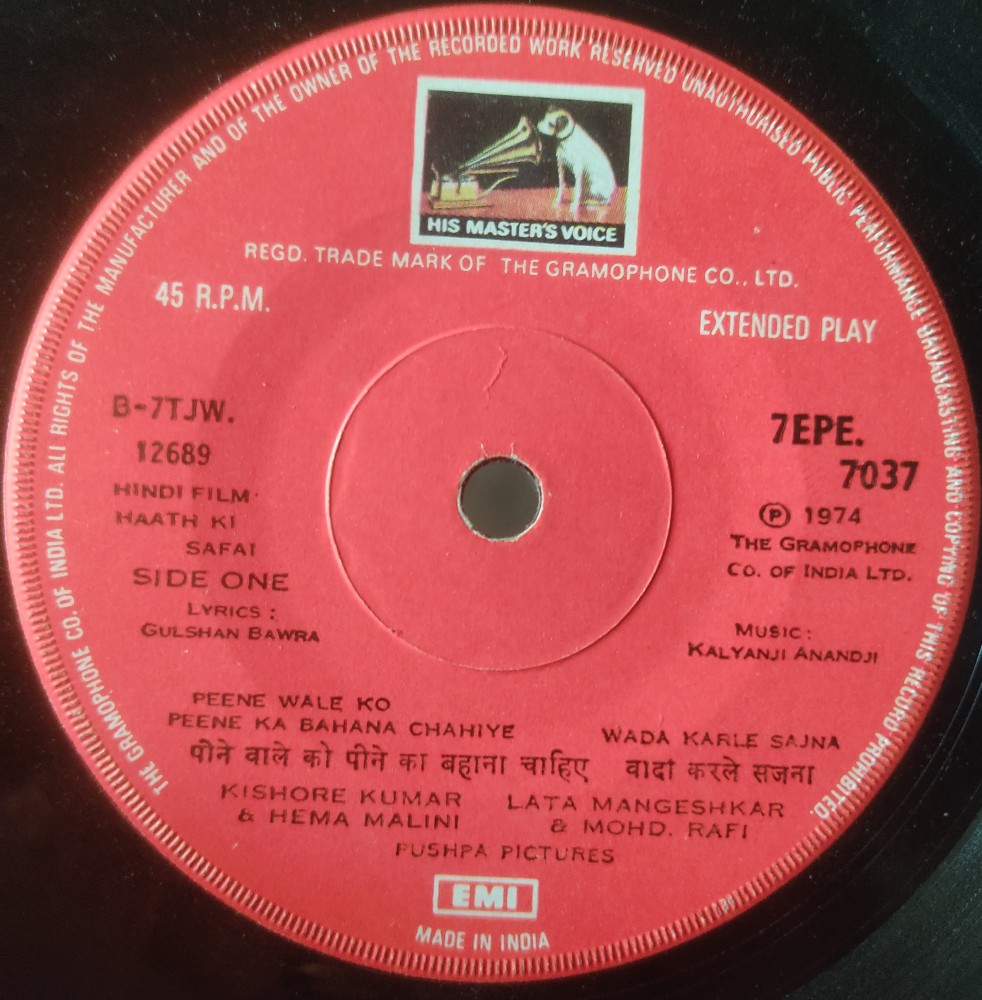 THE GRAMOPHONE CO. OF INDIA LTD. ALL RIGHTS OF THE MANUFACTURER AND OF THE OWNER OF THE RECORDED WORK RESERVED UNAUTHORISED PUBLIC PERFORMANCE BROADCASTING AND COPYING OF THIS RECORD PROHIBITED.
HIS MASTER'S VOICE
REGD. TRADE MARK OF THE GRAMOPHONE CO., LTD.
45 R.P.M.
EXTENDED PLAY
B-7TJW.
12689
HINDI FILM
HAATH KI
SAFAI
SIDE ONE
LYRICS :
GULSHAN BAWRA
7EPE.
7037
Ⓟ 1974
THE GRAMOPHONE
CO. OF INDIA LTD.
MUSIC :
KALYANJI ANANDJI
PEENE WALE KO
PEENE KA BAHANA CHAHIYE
WADA KARLE SAJNA
पीने वाले को पीने का बहाना चाहिए वादा करले सजना
KISHORE KUMAR
& HEMA MALINI
LATA MANGESHKAR
& MOHD. RAFI
PUSHPA PICTURES
EMI
MADE IN INDIA